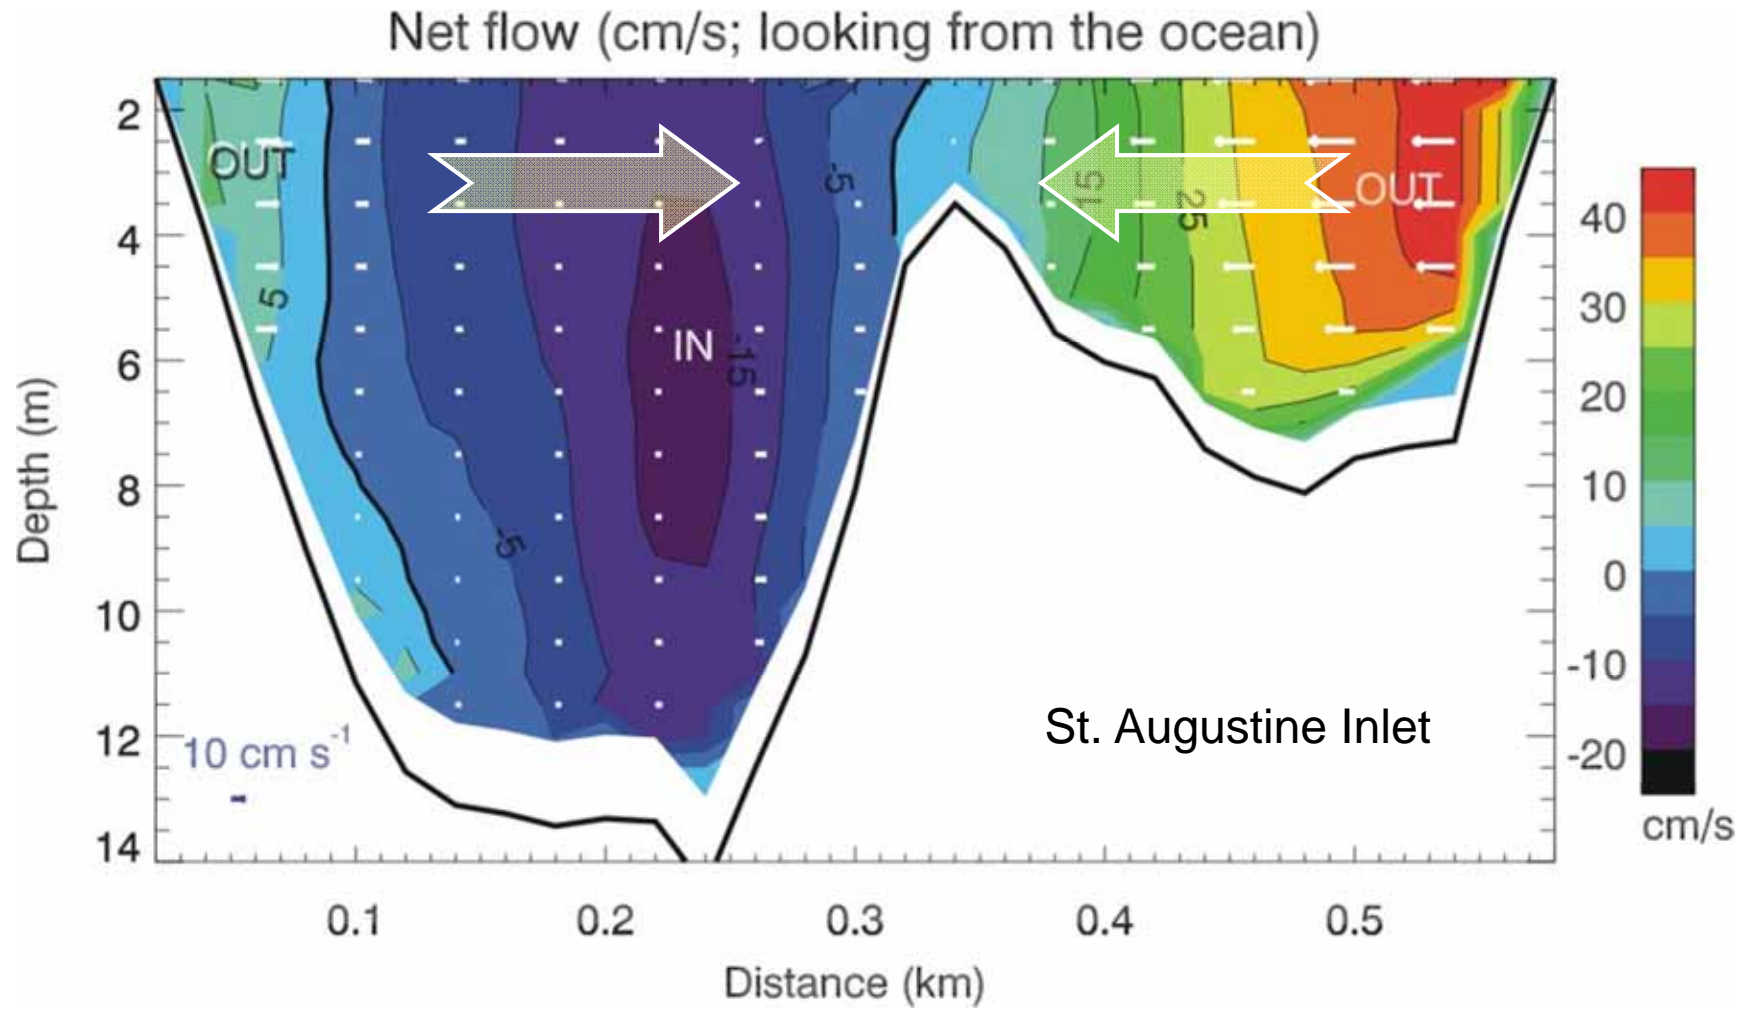 Net flow (cm/s; looking from the ocean)
2
4
6
8
10
12
14
Depth (m)
OUT
5
-5
IN
-15
-5
15
25
OUT
10 cm s⁻¹
St. Augustine Inlet
0.1
0.2
0.3
0.4
0.5
Distance (km)
40
30
20
10
0
-10
-20
cm/s